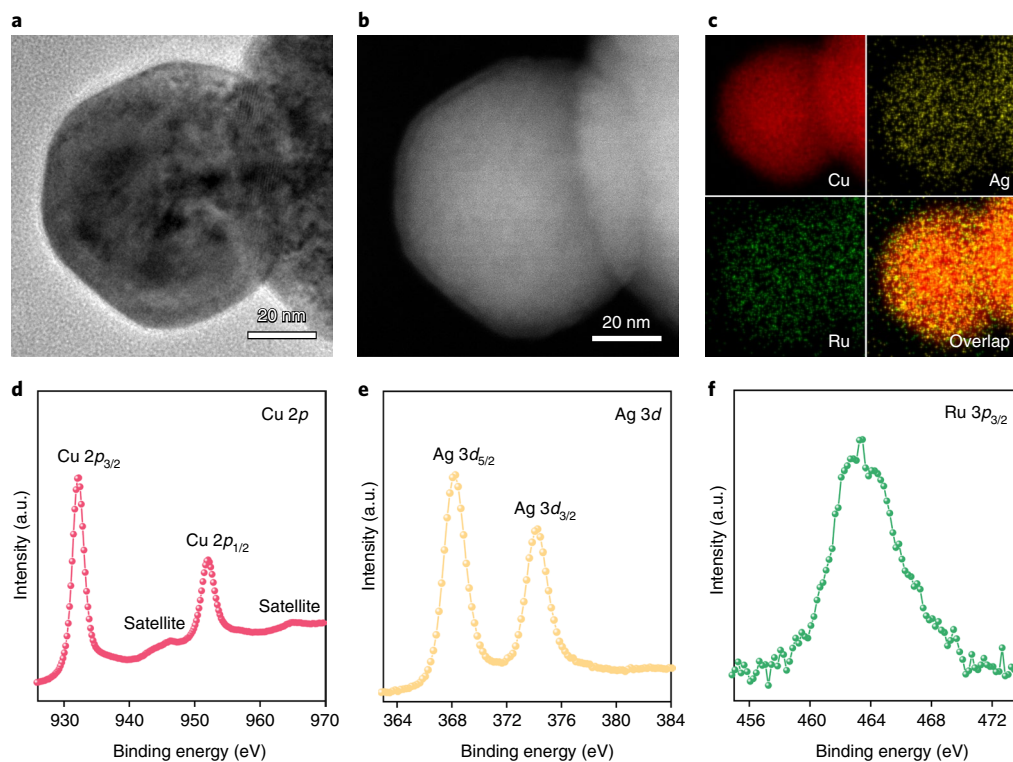 a
b
c
20 nm
20 nm
Cu
Ag
Ru
Overlap
d
e
f
Cu 2p
Cu 2p3/2
Cu 2p1/2
Satellite
Satellite
Intensity (a.u.)
930 940 950 960 970
Binding energy (eV)
Ag 3d
Ag 3d5/2
Ag 3d3/2
Intensity (a.u.)
364 368 372 374 384
Binding energy (eV)
Ru 3p3/2
Intensity (a.u.)
456 460 464 468 472
Binding energy (eV)